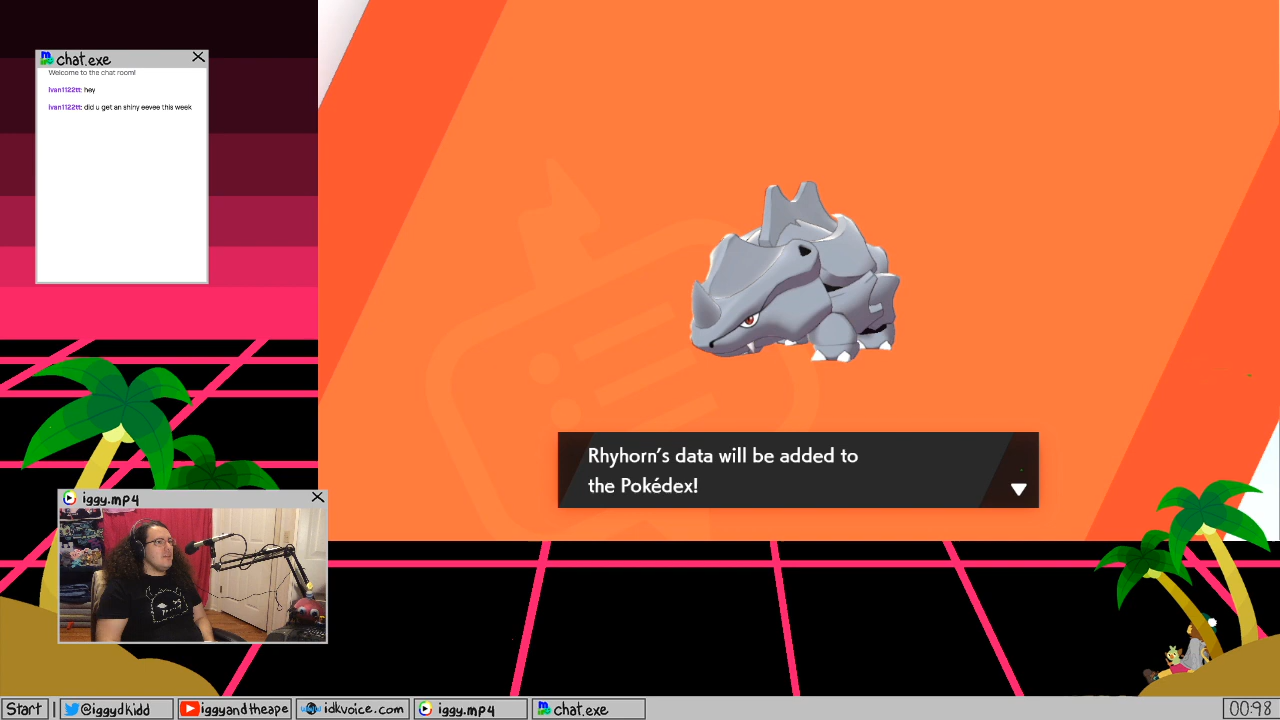 chat.exe
Welcome to the chat room!
ivan1122tt: hey
ivan1122tt: did u get an shiny eevee this week
Rhyhorn's data will be added to
the Pokédex!
iggy.mp4
Start | @iggydkidd iggyandtheape idkvoice.com iggy.mp4 chat.exe 00:98